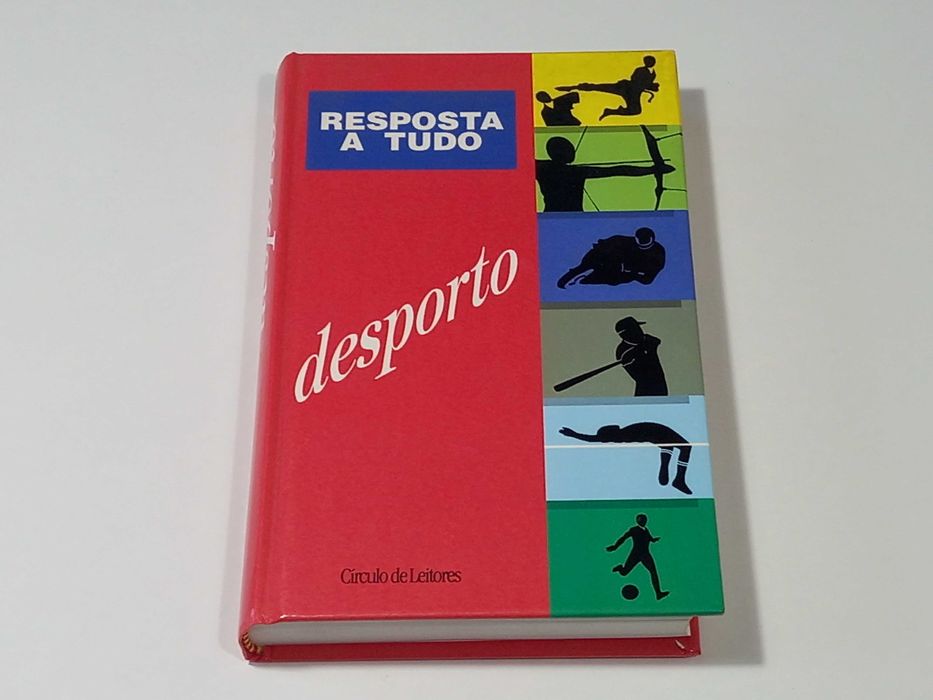 RESPOSTA
A TUDO
desporto
Círculo de Leitores